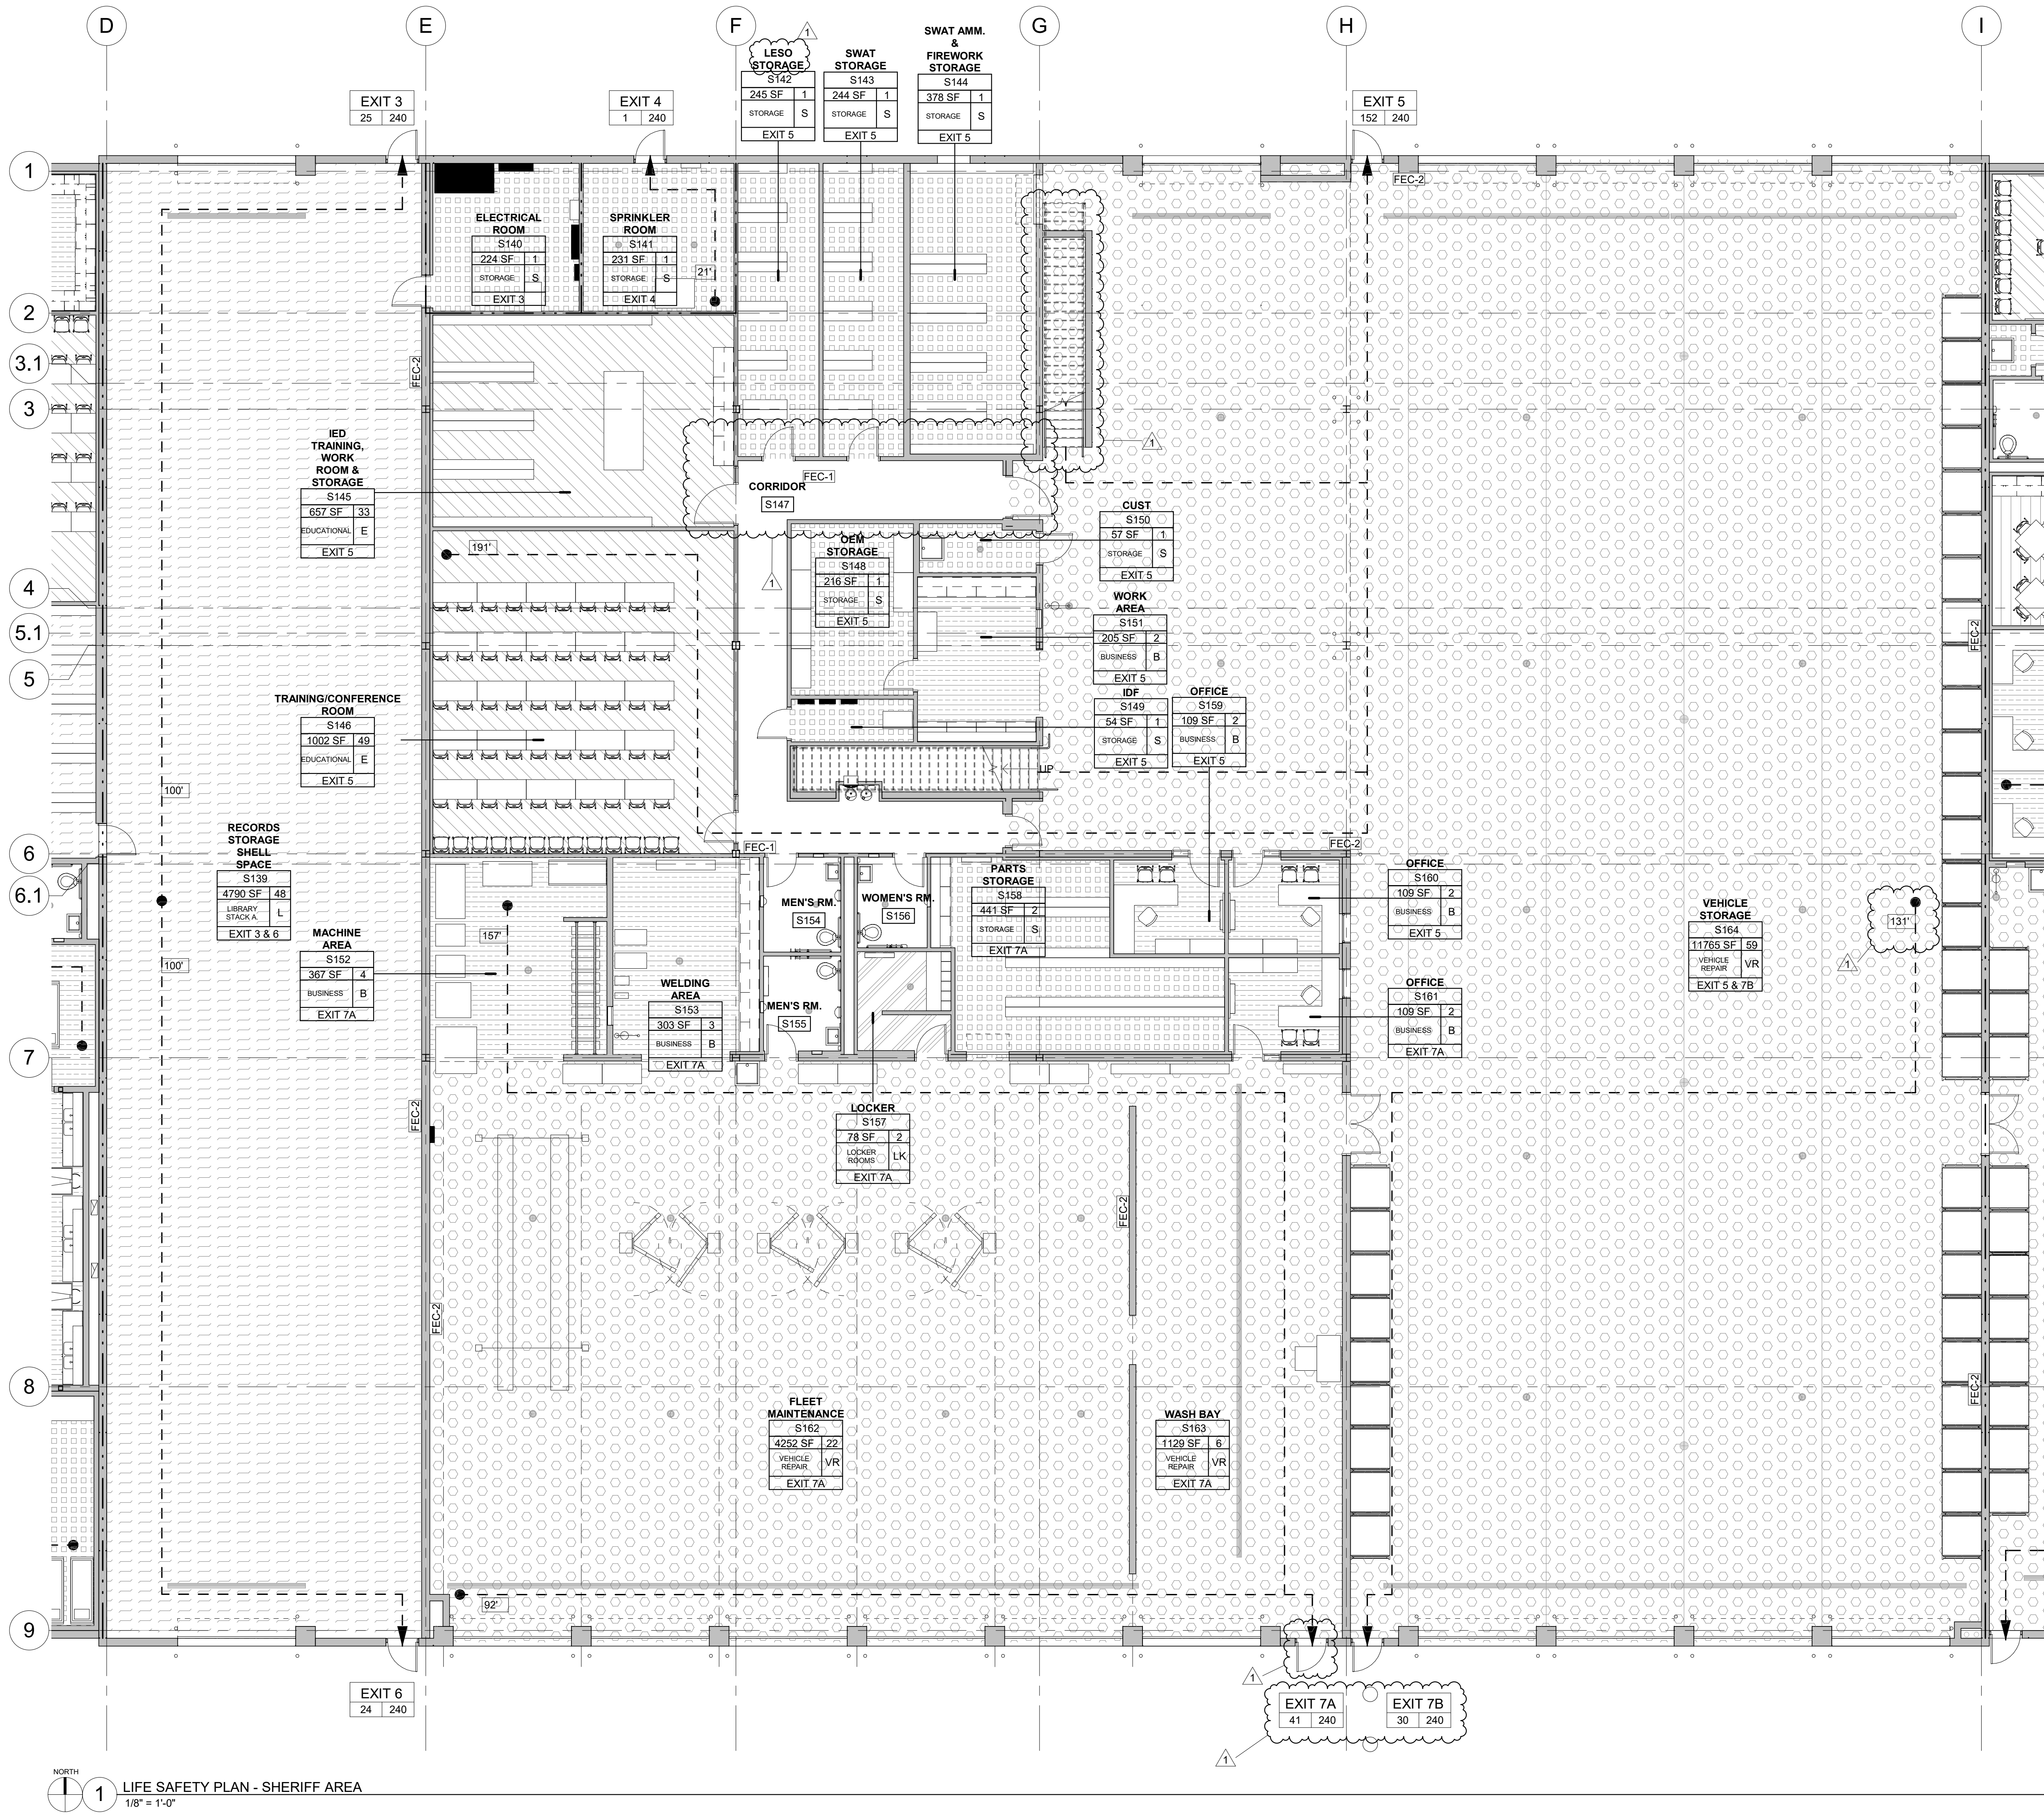 D
E
F
G
H
I
1
LESO
STORAGE
S142
245 SF 1
STORAGE S
EXIT 5
SWAT
STORAGE
S143
244 SF 1
STORAGE S
EXIT 5
SWAT AMM.
&
FIREWORK
STORAGE
S144
378 SF 1
STORAGE S
EXIT 5
EXIT 3
25 240
EXIT 4
1 240
EXIT 5
152 240
1
2
3.1
3
4
5.1
5
6
6.1
7
8
9
FEC-2
ELECTRICAL
ROOM
S140
224 SF 1
STORAGE S
EXIT 3
SPRINKLER
ROOM
S141
231 SF 1
STORAGE S
EXIT 4
21'
FEC-2
IED
TRAINING,
WORK
ROOM &
STORAGE
S145
657 SF 33
EDUCATIONAL E
EXIT 5
1
FEC-1
CORRIDOR
S147
CUST
S150
57 SF 1
STORAGE S
EXIT 5
191'
OEM
STORAGE
S148
216 SF 1
STORAGE S
EXIT 5
1
WORK
AREA
S151
205 SF 2
BUSINESS B
EXIT 5
FEC-2
IDF
S149
54 SF 1
STORAGE S
EXIT 5
OFFICE
S159
109 SF 2
BUSINESS B
EXIT 5
TRAINING/CONFERENCE
ROOM
S146
1002 SF 49
EDUCATIONAL E
EXIT 5
UP
100'
RECORDS
STORAGE
SHELL
SPACE
S139
4790 SF 48
LIBRARY
STACK A. L
EXIT 3 & 6
100'
FEC-1
FEC-2
MACHINE
AREA
S152
367 SF 4
BUSINESS B
EXIT 7A
157'
WELDING
AREA
S153
303 SF 3
BUSINESS B
EXIT 7A
MEN'S RM.
S154
MEN'S RM.
S155
WOMEN'S RM.
S156
PARTS
STORAGE
S158
441 SF 2
STORAGE S
EXIT 7A
OFFICE
S160
109 SF 2
BUSINESS B
EXIT 5
OFFICE
S161
109 SF 2
BUSINESS B
EXIT 7A
VEHICLE
STORAGE
S164
11765 SF 59
VEHICLE
REPAIR VR
EXIT 5 & 7B
131'
1
LOCKER
S157
78 SF 2
LOCKER
ROOMS LK
EXIT 7A
FEC-2
FEC-2
FEC-2
FEC-2
FLEET
MAINTENANCE
S162
4252 SF 22
VEHICLE
REPAIR VR
EXIT 7A
WASH BAY
S163
1129 SF 6
VEHICLE
REPAIR VR
EXIT 7A
92'
EXIT 6
24 240
1
EXIT 7A
41 240
EXIT 7B
30 240
1
NORTH
1
LIFE SAFETY PLAN - SHERIFF AREA
1/8" = 1'-0"